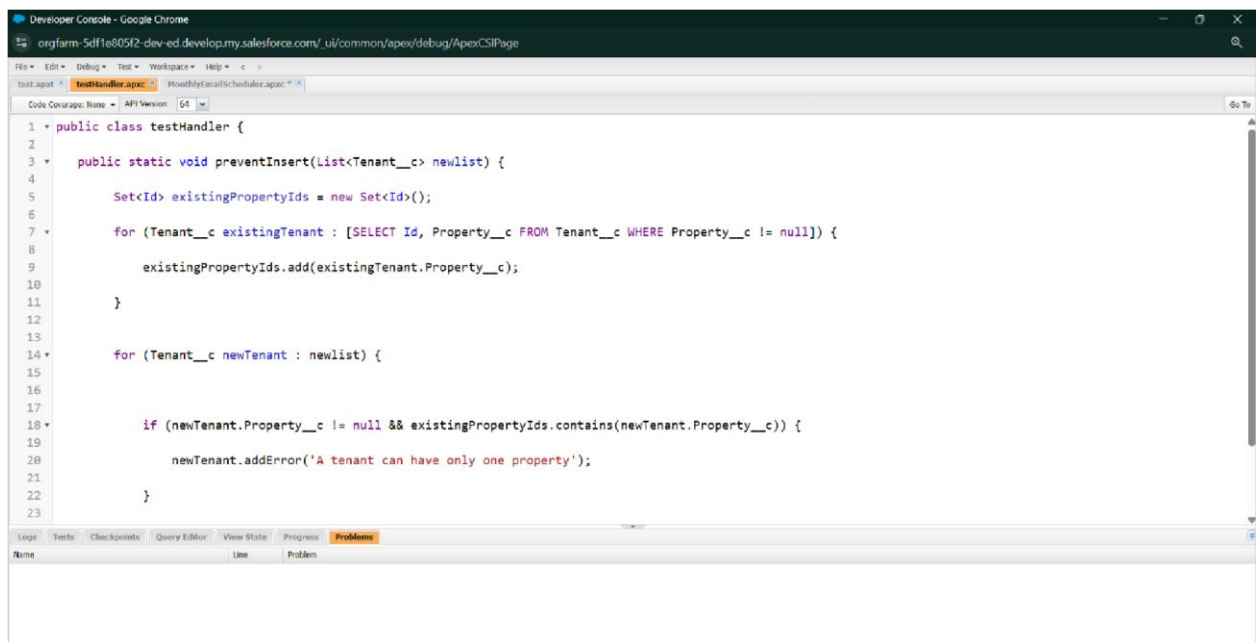 Developer Console - Google Chrome
orgfarm-5df1e805f2-dev-ed.develop.my.salesforce.com/_ui/common/apex/debug/ApexCSIPage
File Edit Debug Test Workspace Help < >
test.apxt testHandler.apxc MonthlyEmailScheduler.apxc *
Code Coverage: None API Version: 64 Go To
1 public class testHandler {
2
3 public static void preventInsert(List<Tenant__c> newlist) {
4
5 Set<Id> existingPropertyIds = new Set<Id>();
6
7 for (Tenant__c existingTenant : [SELECT Id, Property__c FROM Tenant__c WHERE Property__c != null]) {
8
9 existingPropertyIds.add(existingTenant.Property__c);
10
11 }
12
13
14 for (Tenant__c newTenant : newlist) {
15
16
17
18 if (newTenant.Property__c != null && existingPropertyIds.contains(newTenant.Property__c)) {
19
20 newTenant.addError('A tenant can have only one property');
21
22 }
23
Logs Tests Checkpoints Query Editor View State Progress Problems
Name Line Problem